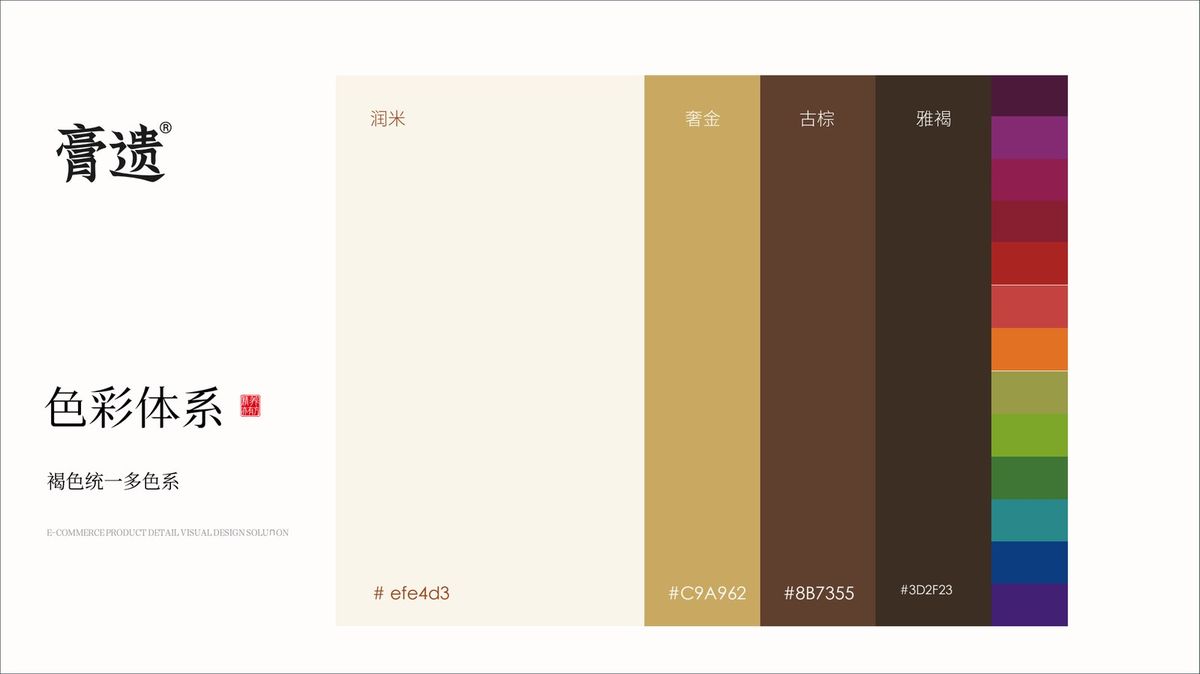 膏遗®
色彩体系
褐色统一多色系
E-COMMERCE PRODUCT DETAIL VISUAL DESIGN SOLUTION
润米
奢金
古棕
雅褐
# efe4d3
#C9A962
#8B7355
#3D2F23